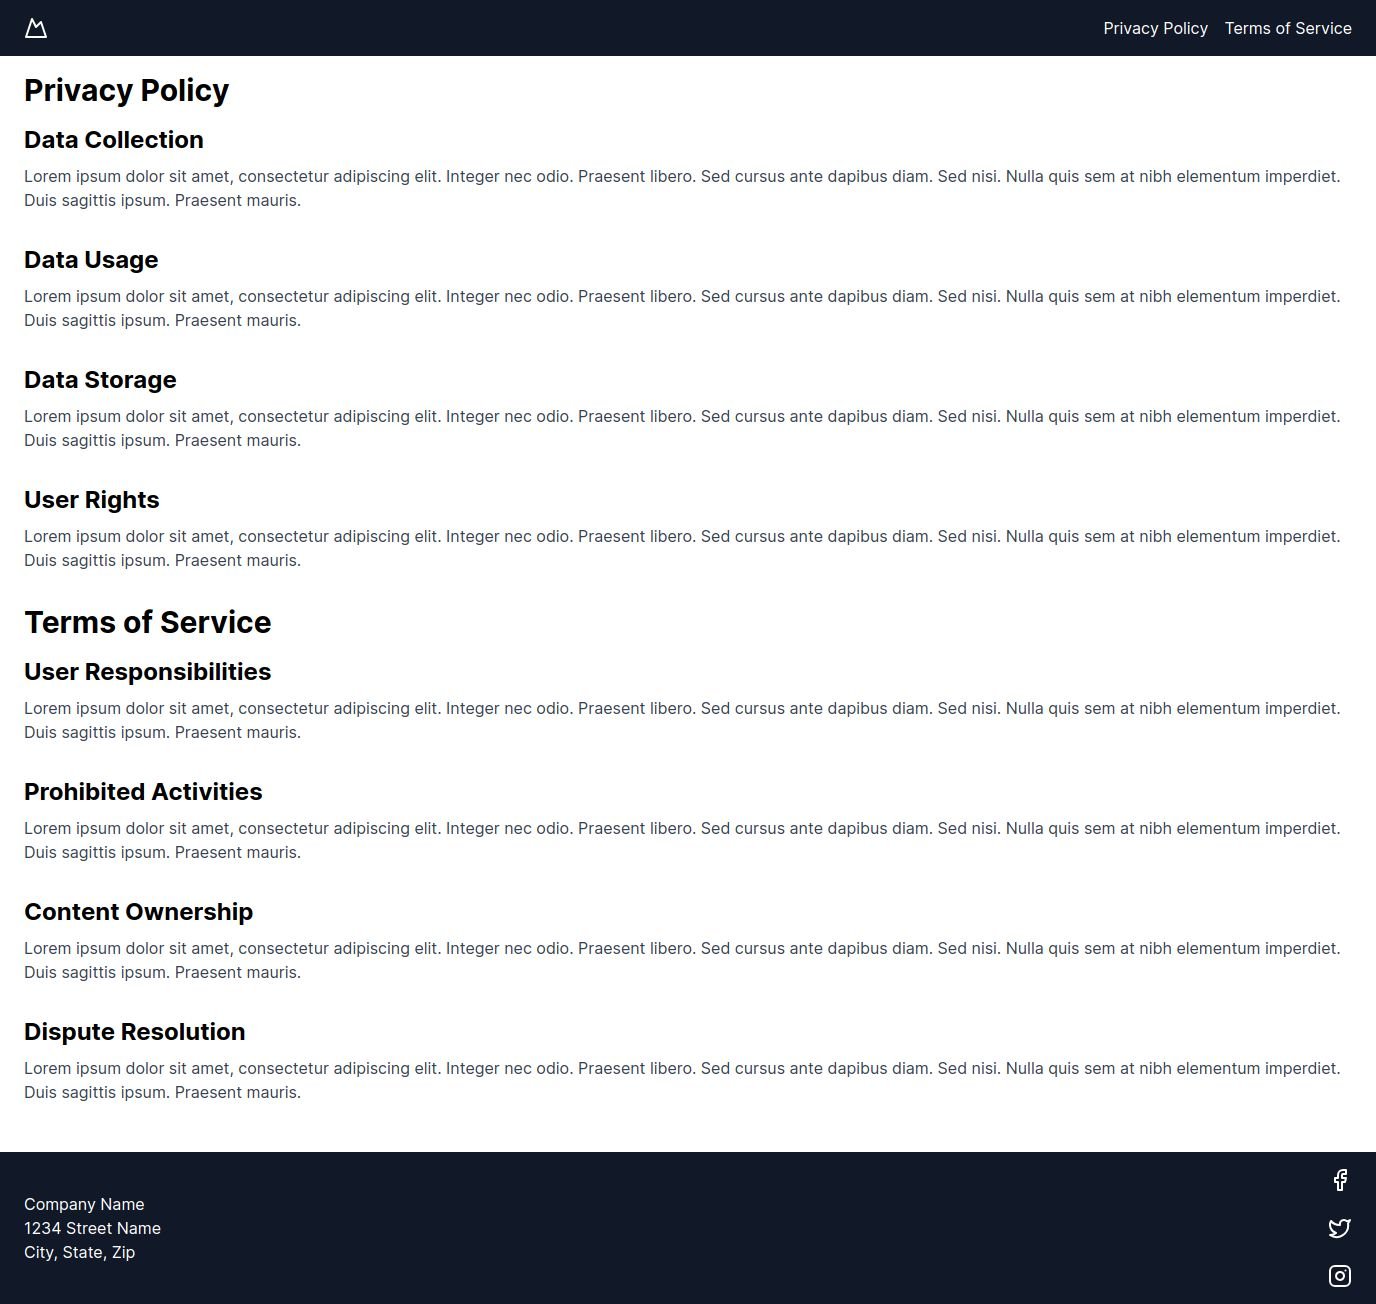 Privacy Policy Terms of Service
Privacy Policy
Data Collection
Lorem ipsum dolor sit amet, consectetur adipiscing elit. Integer nec odio. Praesent libero. Sed cursus ante dapibus diam. Sed nisi. Nulla quis sem at nibh elementum imperdiet.
Duis sagittis ipsum. Praesent mauris.
Data Usage
Lorem ipsum dolor sit amet, consectetur adipiscing elit. Integer nec odio. Praesent libero. Sed cursus ante dapibus diam. Sed nisi. Nulla quis sem at nibh elementum imperdiet.
Duis sagittis ipsum. Praesent mauris.
Data Storage
Lorem ipsum dolor sit amet, consectetur adipiscing elit. Integer nec odio. Praesent libero. Sed cursus ante dapibus diam. Sed nisi. Nulla quis sem at nibh elementum imperdiet.
Duis sagittis ipsum. Praesent mauris.
User Rights
Lorem ipsum dolor sit amet, consectetur adipiscing elit. Integer nec odio. Praesent libero. Sed cursus ante dapibus diam. Sed nisi. Nulla quis sem at nibh elementum imperdiet.
Duis sagittis ipsum. Praesent mauris.
Terms of Service
User Responsibilities
Lorem ipsum dolor sit amet, consectetur adipiscing elit. Integer nec odio. Praesent libero. Sed cursus ante dapibus diam. Sed nisi. Nulla quis sem at nibh elementum imperdiet.
Duis sagittis ipsum. Praesent mauris.
Prohibited Activities
Lorem ipsum dolor sit amet, consectetur adipiscing elit. Integer nec odio. Praesent libero. Sed cursus ante dapibus diam. Sed nisi. Nulla quis sem at nibh elementum imperdiet.
Duis sagittis ipsum. Praesent mauris.
Content Ownership
Lorem ipsum dolor sit amet, consectetur adipiscing elit. Integer nec odio. Praesent libero. Sed cursus ante dapibus diam. Sed nisi. Nulla quis sem at nibh elementum imperdiet.
Duis sagittis ipsum. Praesent mauris.
Dispute Resolution
Lorem ipsum dolor sit amet, consectetur adipiscing elit. Integer nec odio. Praesent libero. Sed cursus ante dapibus diam. Sed nisi. Nulla quis sem at nibh elementum imperdiet.
Duis sagittis ipsum. Praesent mauris.
Company Name
1234 Street Name
City, State, Zip